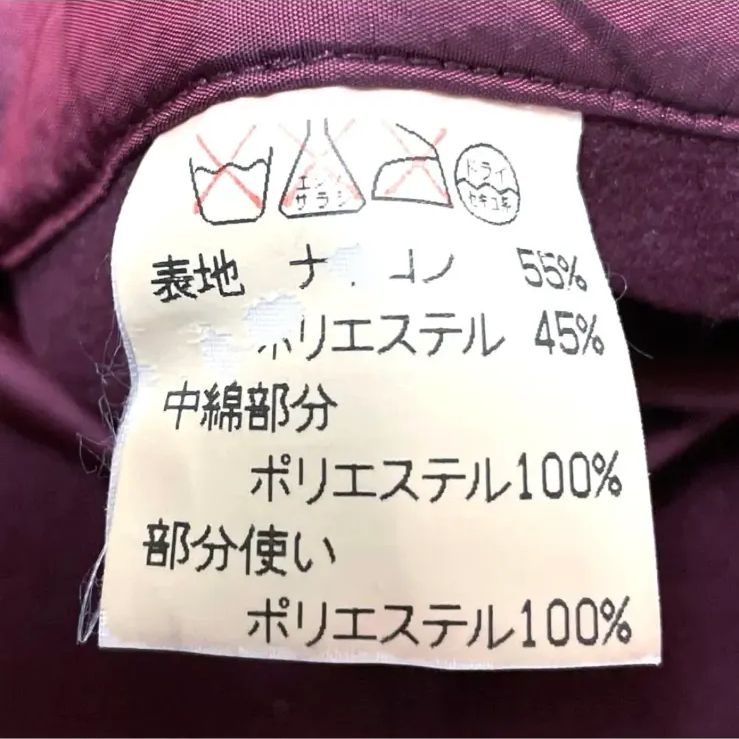 ドライ
セキユ系
表地 55%
ポリエステル 45%
中綿部分
ポリエステル100%
部分使い
ポリエステル100%